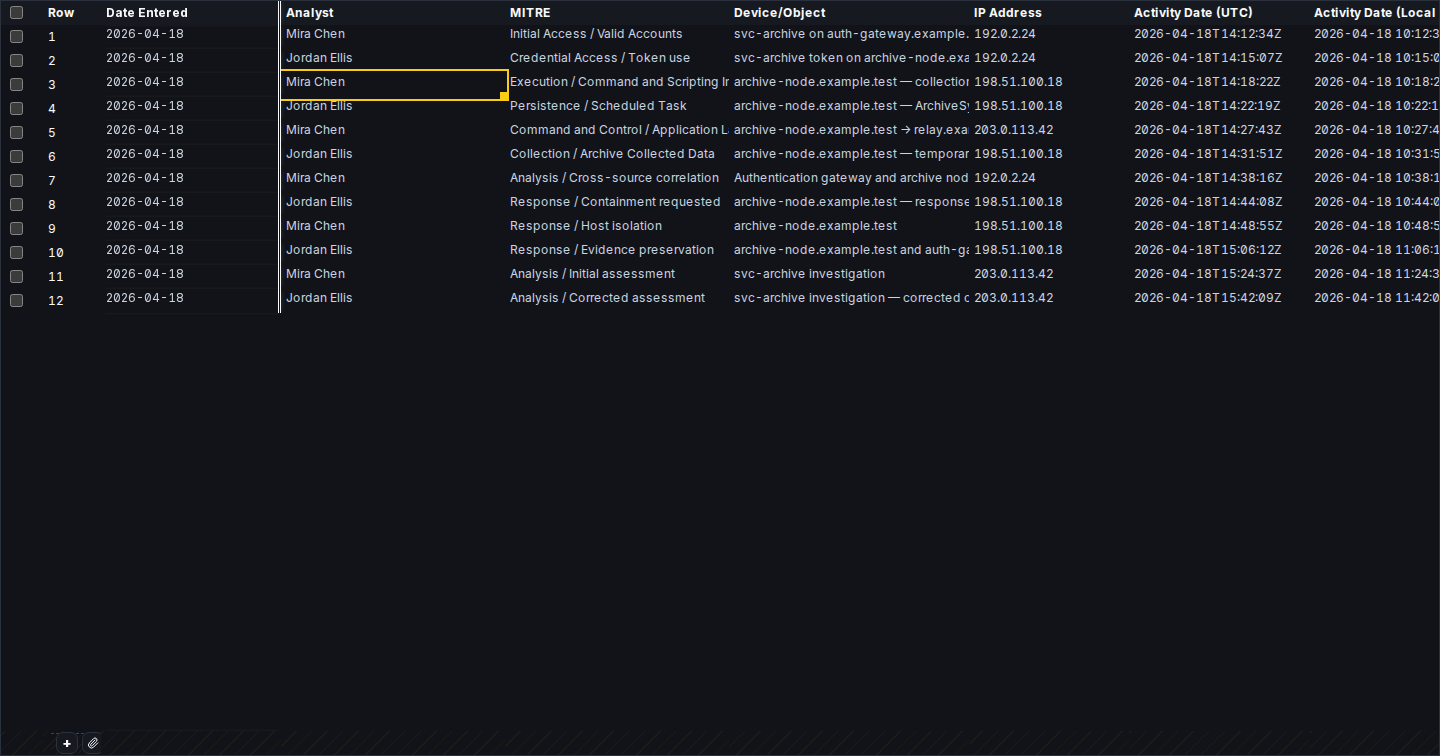 Row Date Entered Analyst MITRE Device/Object IP Address Activity Date (UTC) Activity Date (Local
1 2026-04-18 Mira Chen Initial Access / Valid Accounts svc-archive on auth-gateway.example. 192.0.2.24 2026-04-18T14:12:34Z 2026-04-18 10:12:3
2 2026-04-18 Jordan Ellis Credential Access / Token use svc-archive token on archive-node.exa 192.0.2.24 2026-04-18T14:15:07Z 2026-04-18 10:15:0
3 2026-04-18 Mira Chen Execution / Command and Scripting Ir archive-node.example.test — collection 198.51.100.18 2026-04-18T14:18:22Z 2026-04-18 10:18:2
4 2026-04-18 Jordan Ellis Persistence / Scheduled Task archive-node.example.test — ArchiveSy 198.51.100.18 2026-04-18T14:22:19Z 2026-04-18 10:22:1
5 2026-04-18 Mira Chen Command and Control / Application L archive-node.example.test → relay.exa 203.0.113.42 2026-04-18T14:27:43Z 2026-04-18 10:27:4
6 2026-04-18 Jordan Ellis Collection / Archive Collected Data archive-node.example.test — temporar 198.51.100.18 2026-04-18T14:31:51Z 2026-04-18 10:31:5
7 2026-04-18 Mira Chen Analysis / Cross-source correlation Authentication gateway and archive nod 192.0.2.24 2026-04-18T14:38:16Z 2026-04-18 10:38:1
8 2026-04-18 Jordan Ellis Response / Containment requested archive-node.example.test — response 198.51.100.18 2026-04-18T14:44:08Z 2026-04-18 10:44:0
9 2026-04-18 Mira Chen Response / Host isolation archive-node.example.test 198.51.100.18 2026-04-18T14:48:55Z 2026-04-18 10:48:5
10 2026-04-18 Jordan Ellis Response / Evidence preservation archive-node.example.test and auth-ga 198.51.100.18 2026-04-18T15:06:12Z 2026-04-18 11:06:1
11 2026-04-18 Mira Chen Analysis / Initial assessment svc-archive investigation 203.0.113.42 2026-04-18T15:24:37Z 2026-04-18 11:24:3
12 2026-04-18 Jordan Ellis Analysis / Corrected assessment svc-archive investigation — corrected c 203.0.113.42 2026-04-18T15:42:09Z 2026-04-18 11:42:0
+